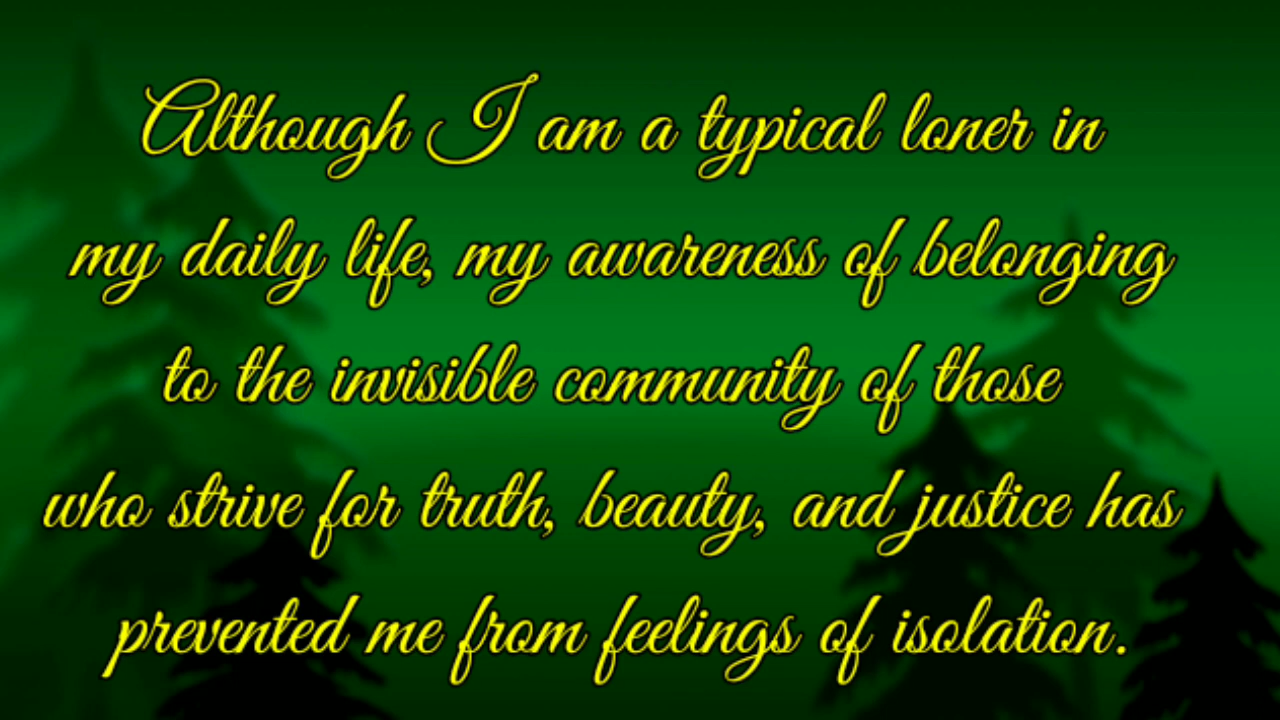 Although I am a typical loner in
my daily life, my awareness of belonging
to the invisible community of those
who strive for truth, beauty, and justice has
prevented me from feelings of isolation.